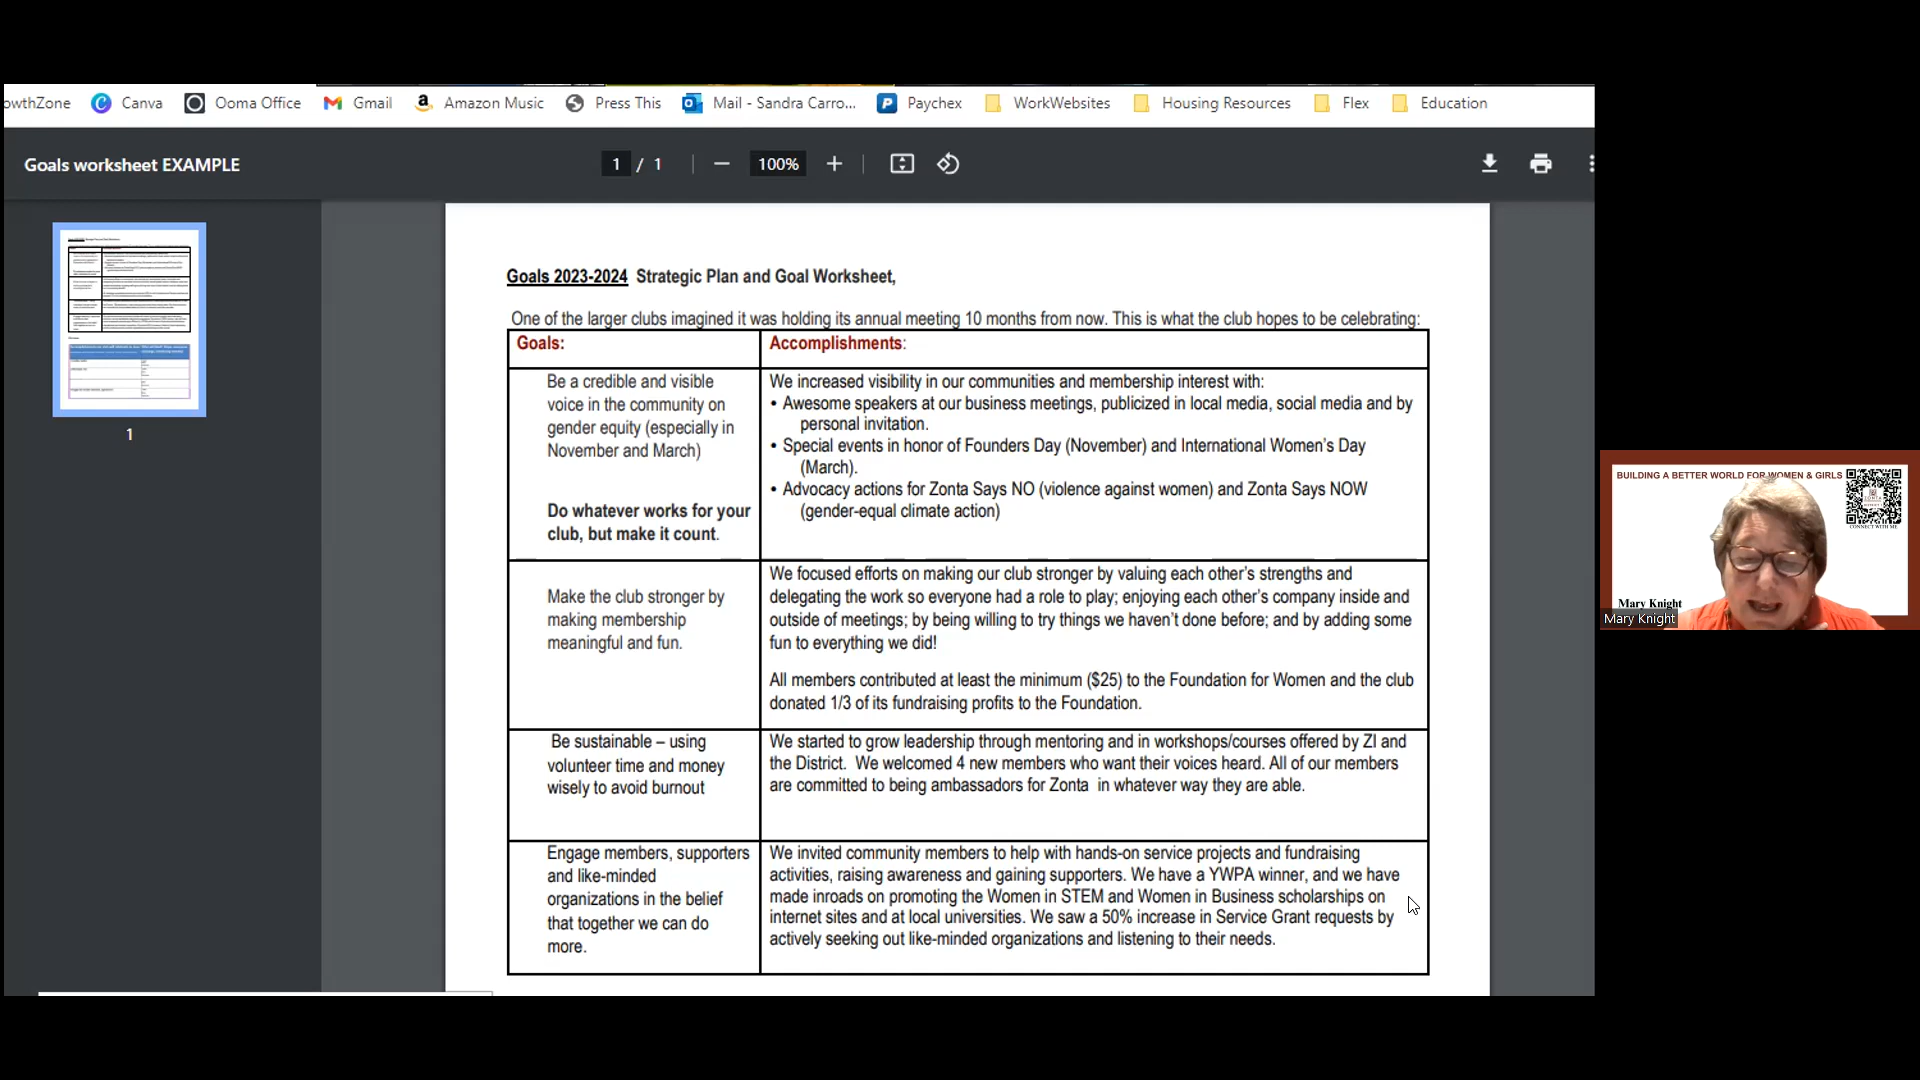 owthZone Canva Ooma Office Gmail Amazon Music Press This Mail - Sandra Carro... Paychex WorkWebsites Housing Resources Flex Education
Goals worksheet EXAMPLE 1 / 1 100%
1
Goals 2023-2024 Strategic Plan and Goal Worksheet,
One of the larger clubs imagined it was holding its annual meeting 10 months from now. This is what the club hopes to be celebrating:
Goals:
Accomplishments:
Be a credible and visible
voice in the community on
gender equity (especially in
November and March)
Do whatever works for your
club, but make it count.
We increased visibility in our communities and membership interest with:
• Awesome speakers at our business meetings, publicized in local media, social media and by
personal invitation.
• Special events in honor of Founders Day (November) and International Women's Day
(March).
• Advocacy actions for Zonta Says NO (violence against women) and Zonta Says NOW
(gender-equal climate action)
Make the club stronger by
making membership
meaningful and fun.
We focused efforts on making our club stronger by valuing each other's strengths and
delegating the work so everyone had a role to play; enjoying each other's company inside and
outside of meetings; by being willing to try things we haven't done before; and by adding some
fun to everything we did!
All members contributed at least the minimum ($25) to the Foundation for Women and the club
donated 1/3 of its fundraising profits to the Foundation.
Be sustainable – using
volunteer time and money
wisely to avoid burnout
We started to grow leadership through mentoring and in workshops/courses offered by ZI and
the District. We welcomed 4 new members who want their voices heard. All of our members
are committed to being ambassadors for Zonta in whatever way they are able.
Engage members, supporters
and like-minded
organizations in the belief
that together we can do
more.
We invited community members to help with hands-on service projects and fundraising
activities, raising awareness and gaining supporters. We have a YWPA winner, and we have
made inroads on promoting the Women in STEM and Women in Business scholarships on
internet sites and at local universities. We saw a 50% increase in Service Grant requests by
actively seeking out like-minded organizations and listening to their needs.
BUILDING A BETTER WORLD FOR WOMEN & GIRLS
CONNECT WITH ME
Mary Knight
Mary Knight